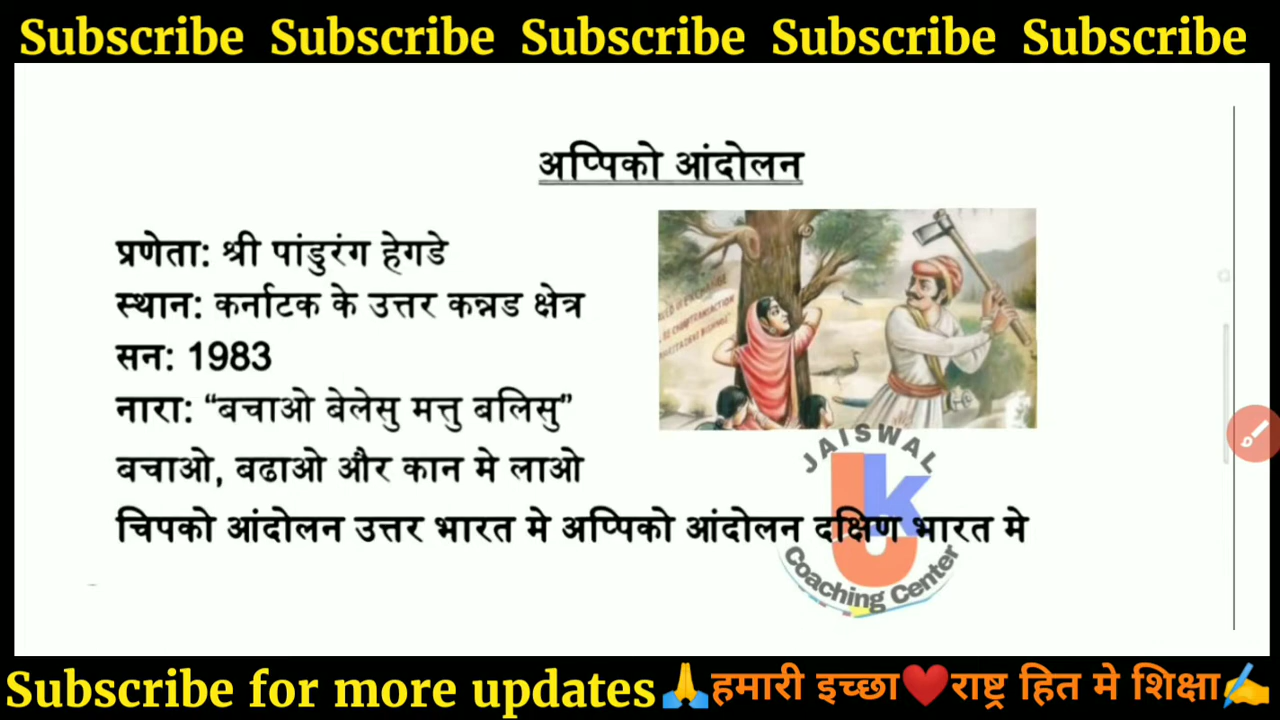 Subscribe Subscribe Subscribe Subscribe Subscribe
अप्पिको आंदोलन
प्रणेता: श्री पांडुरंग हेगडे
स्थान: कर्नाटक के उत्तर कन्नड क्षेत्र
सन: 1983
नारा: “बचाओ बेलेसु मत्तु बलिसु”
बचाओ, बढाओ और कान मे लाओ
चिपको आंदोलन उत्तर भारत मे अप्पिको आंदोलन दक्षिण भारत मे
JAISWAL
JK
Coaching Center
Subscribe for more updates🙏हमारी इच्छा❤️राष्ट्र हित मे शिक्षा✍️